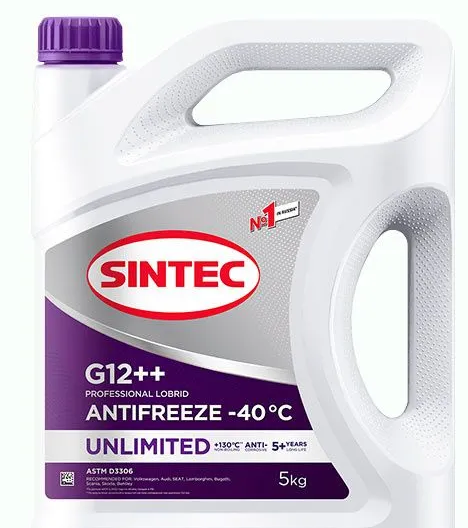 №1 IN RUSSIA*
SINTEC
G12++
PROFESSIONAL LOBRID
ANTIFREEZE -40°C
UNLIMITED
+130°C** NON-BOILING
ANTI-CORROSIVE
5+ YEARS LONG LIFE
ASTM D3306
RECOMMENDED FOR: Volkswagen, Audi, SEAT, Lamborghini, Bugatti,
Scania, Skoda, Bentley
5kg